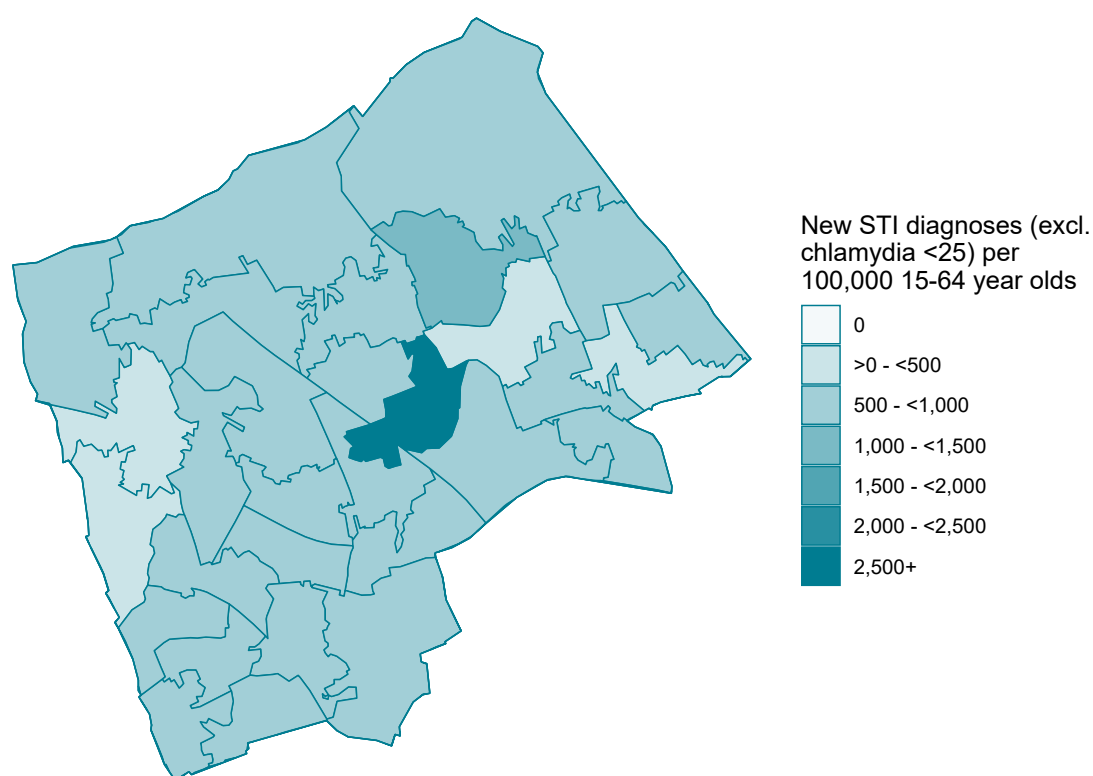 New STI diagnoses (excl.
chlamydia <25) per
100,000 15-64 year olds
0
>0 - <500
500 - <1,000
1,000 - <1,500
1,500 - <2,000
2,000 - <2,500
2,500+